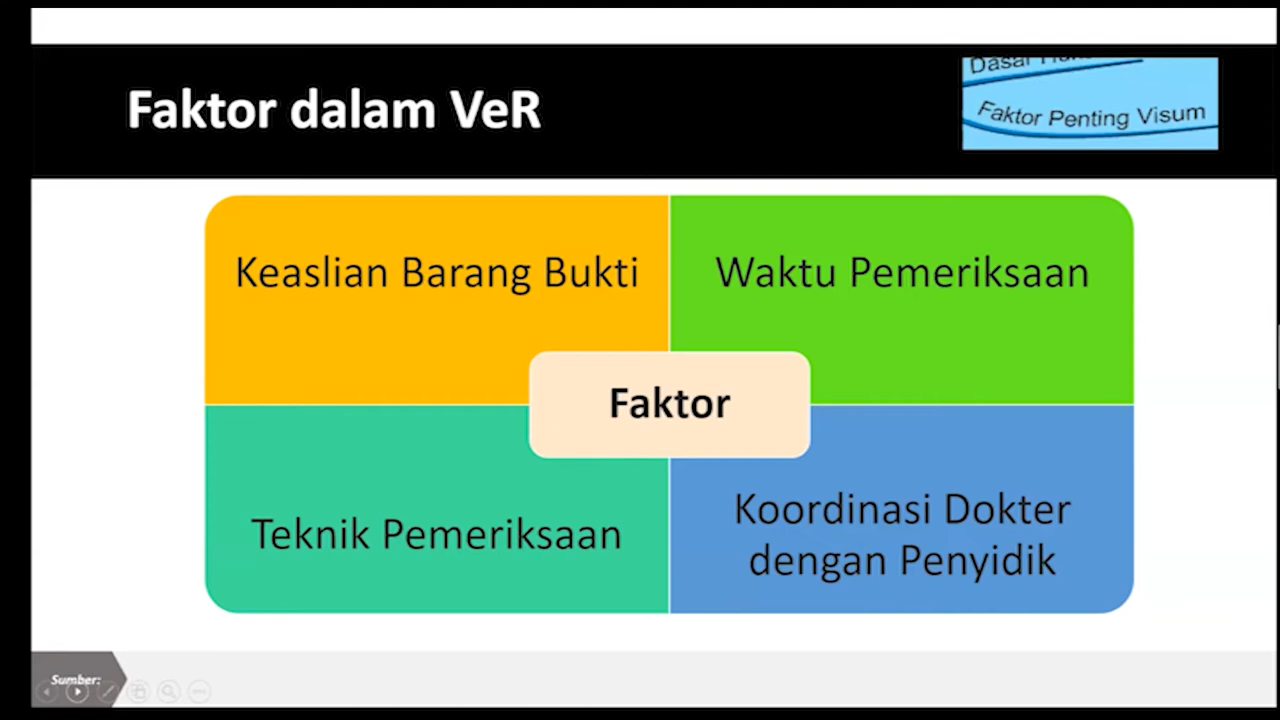 Faktor dalam VeR
Dasar
Faktor Penting Visum
Keaslian Barang Bukti
Waktu Pemeriksaan
Faktor
Teknik Pemeriksaan
Koordinasi Dokter
dengan Penyidik
Sumber: